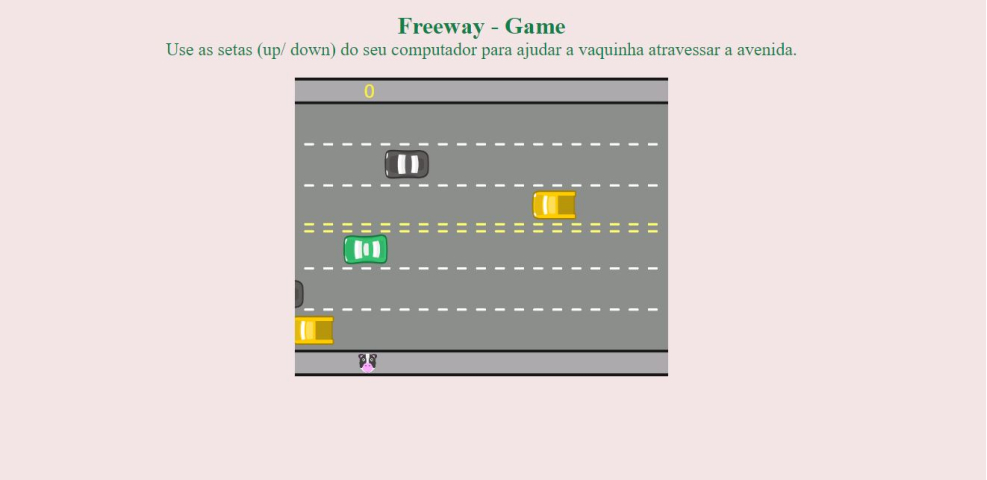 Freeway - Game
Use as setas (up/ down) do seu computador para ajudar a vaquinha atravessar a avenida.
0